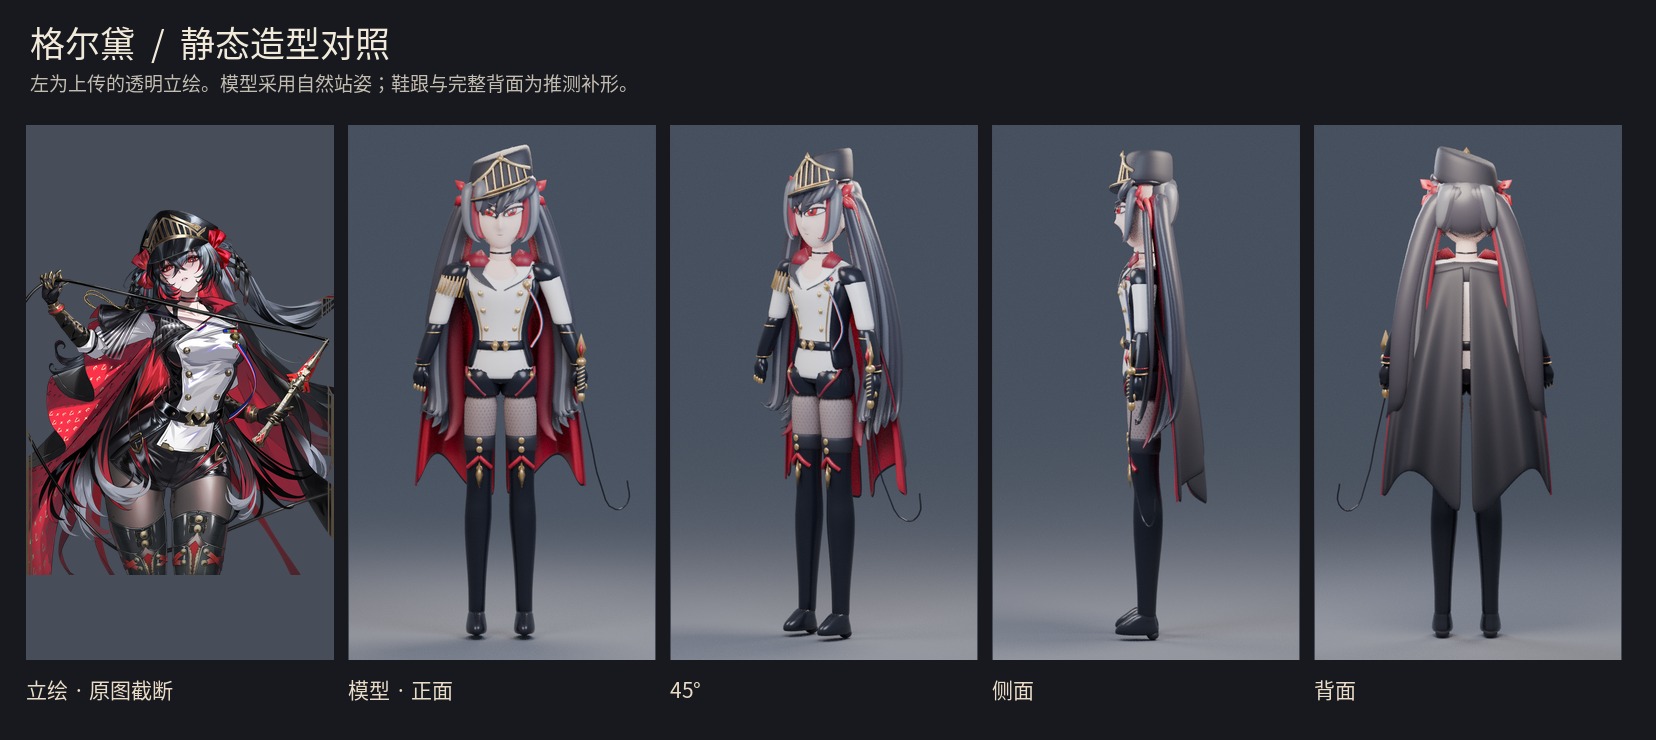 格尔黛 / 静态造型对照
左为上传的透明立绘。模型采用自然站姿；鞋跟与完整背面为推测补形。
立绘 · 原图截断
模型 · 正面
45°
侧面
背面